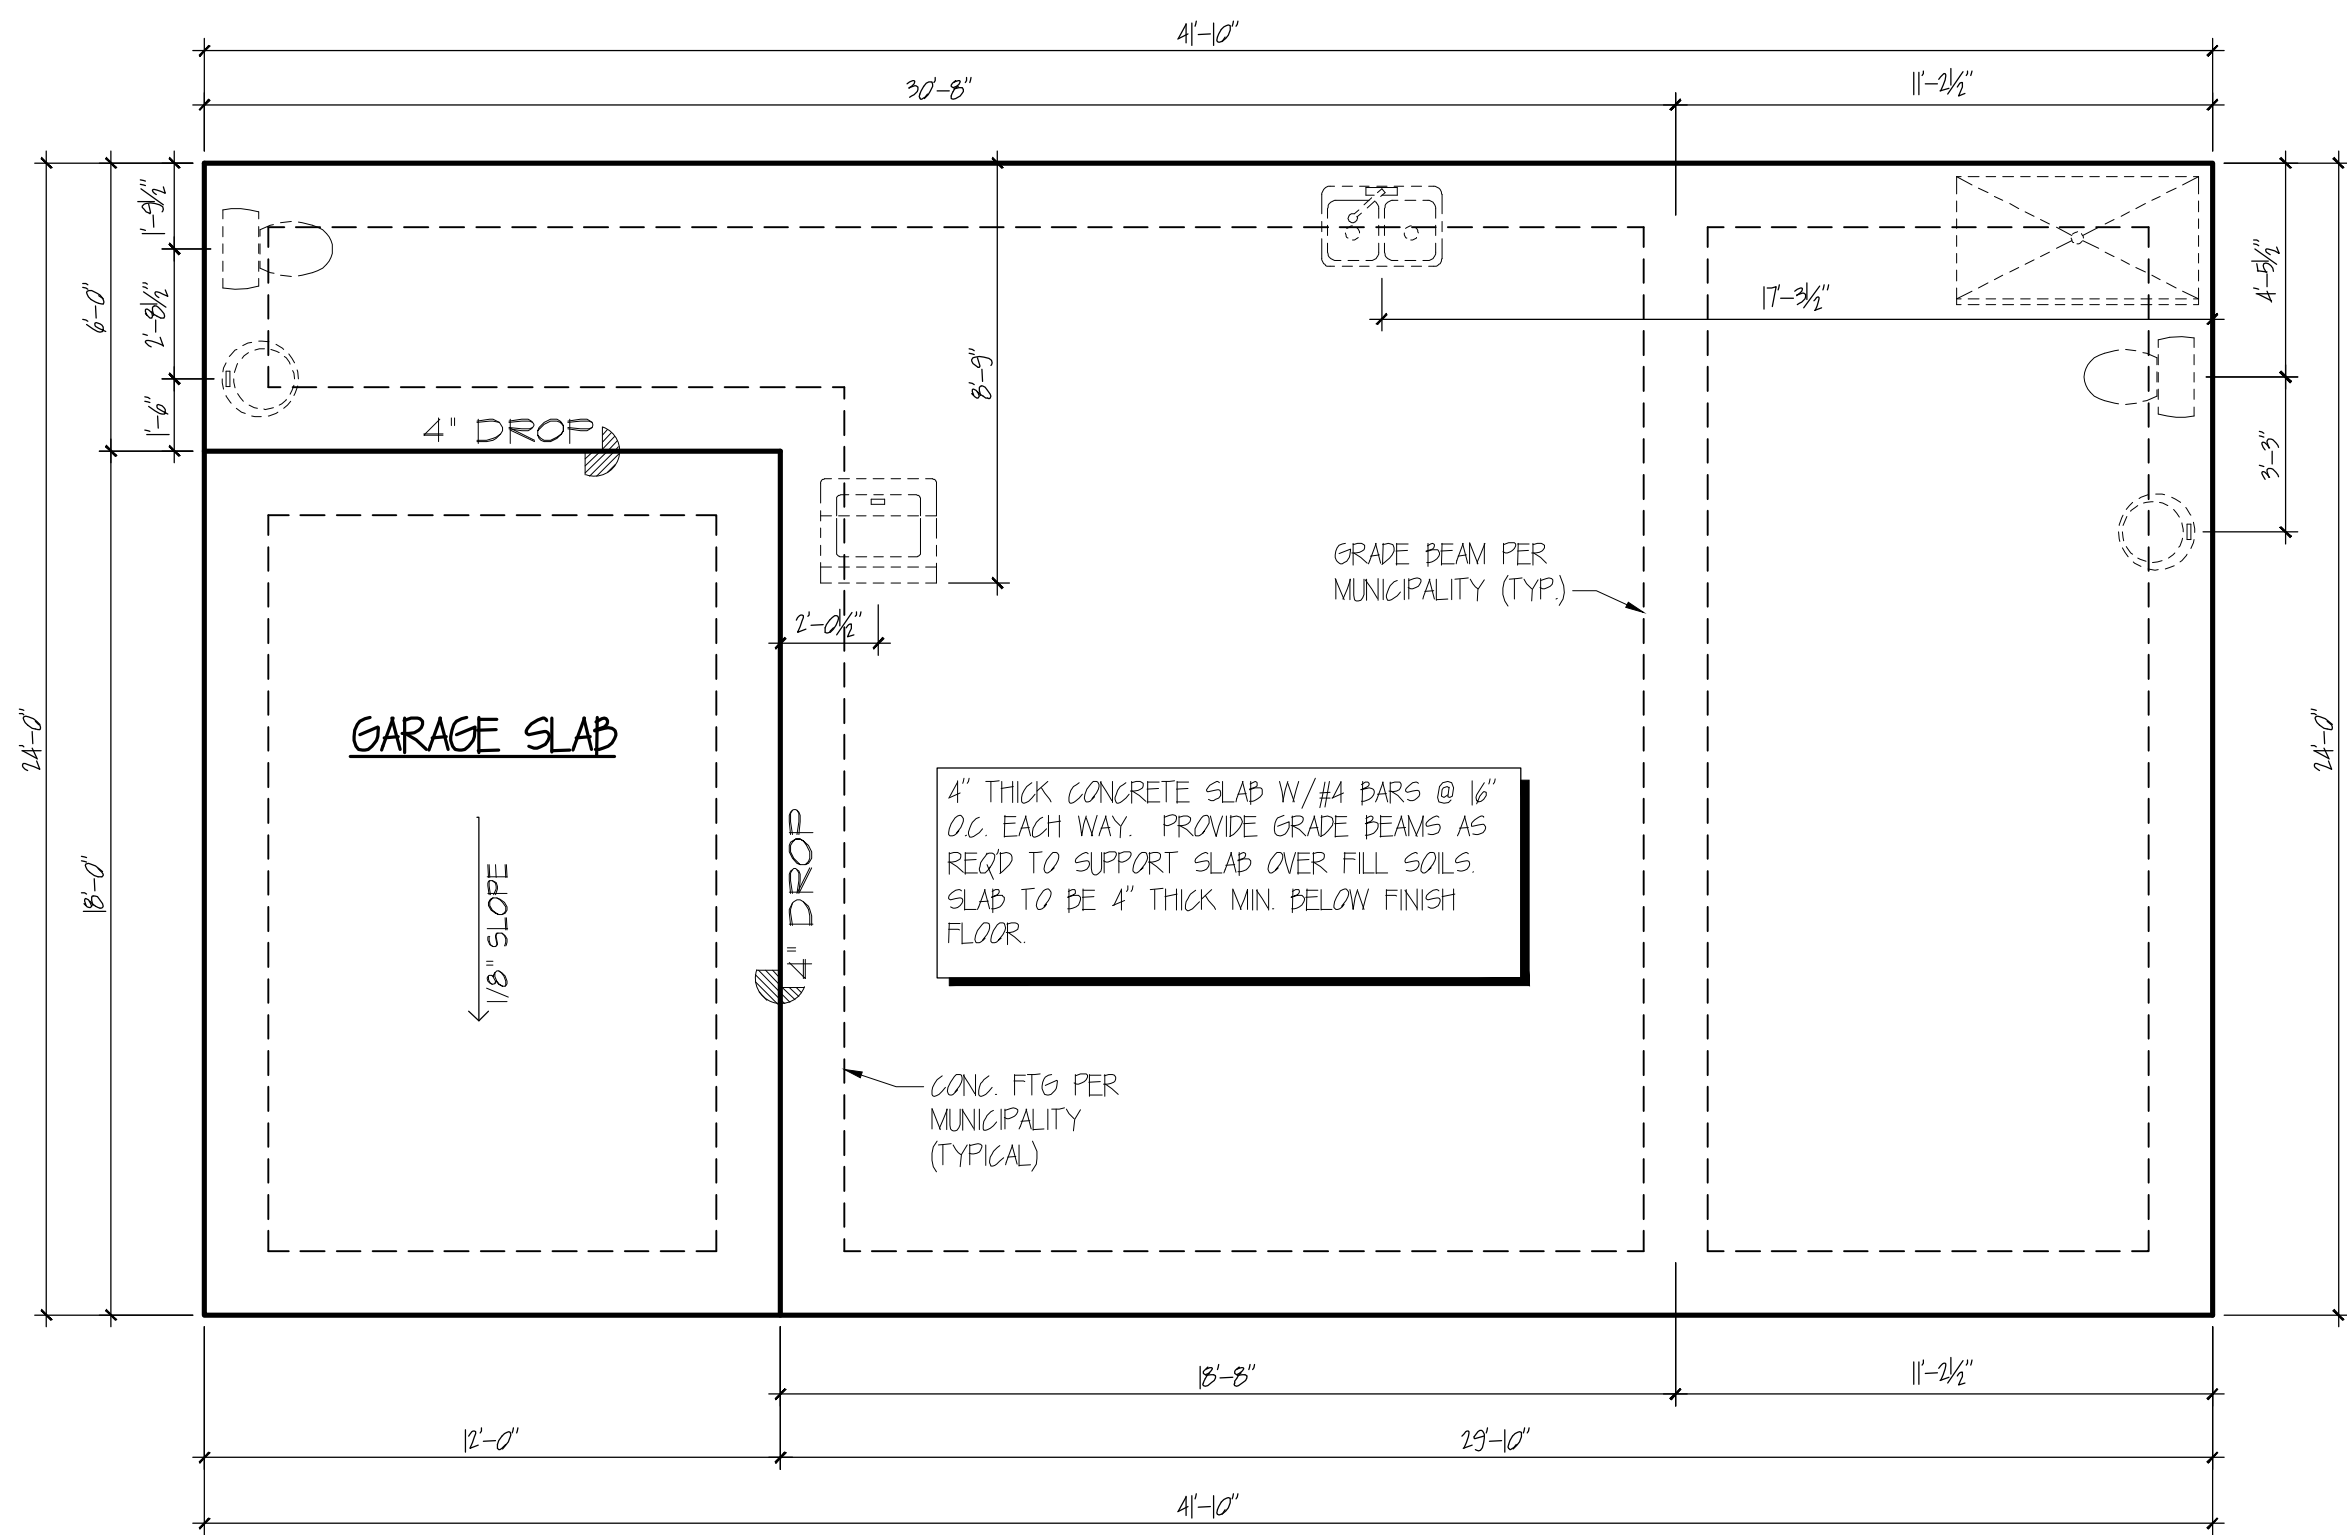 41'-10"
30'-8"
11'-2½"
1'-9½"
2'-8½"
6'-0"
1'-6"
8'-9"
17'-3½"
4'-5½"
3'-3"
4" DROP
GRADE BEAM PER
MUNICIPALITY (TYP.)
2'-0½"
24'-0"
24'-0"
GARAGE SLAB
4" THICK CONCRETE SLAB W/#4 BARS @ 16"
O.C. EACH WAY. PROVIDE GRADE BEAMS AS
REQ'D TO SUPPORT SLAB OVER FILL SOILS.
SLAB TO BE 4" THICK MIN. BELOW FINISH
FLOOR.
18'-0"
1/8" SLOPE
4" DROP
CONC. FTG PER
MUNICIPALITY
(TYPICAL)
18'-8"
11'-2½"
12'-0"
29'-10"
41'-10"